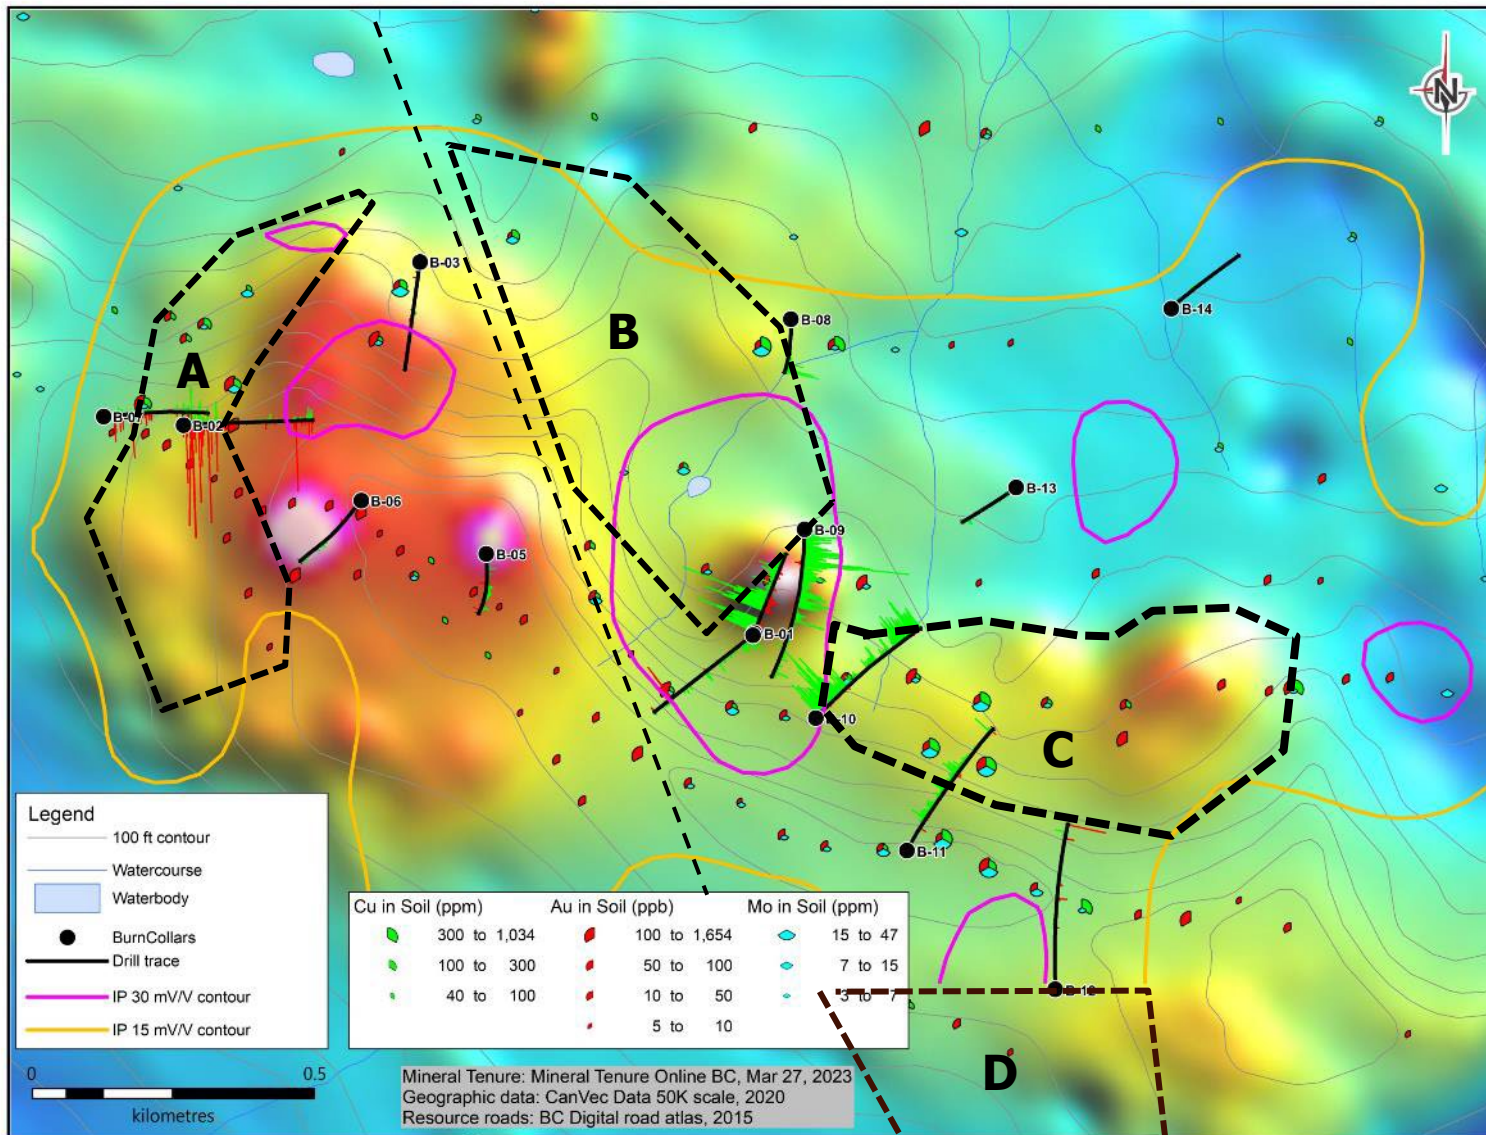 N
B-03
B
B-08
B-14
A
B-07
B-02
B-06
B-13
B-09
B-05
B-01
B-10
C
B-11
B-12
D
Legend
100 ft contour
Watercourse
Waterbody
BurnCollars
Drill trace
IP 30 mV/V contour
IP 15 mV/V contour
Cu in Soil (ppm)
300 to 1,034
100 to 300
40 to 100
Au in Soil (ppb)
100 to 1,654
50 to 100
10 to 50
5 to 10
Mo in Soil (ppm)
15 to 47
7 to 15
3 to 7
0 0.5
kilometres
Mineral Tenure: Mineral Tenure Online BC, Mar 27, 2023
Geographic data: CanVec Data 50K scale, 2020
Resource roads: BC Digital road atlas, 2015